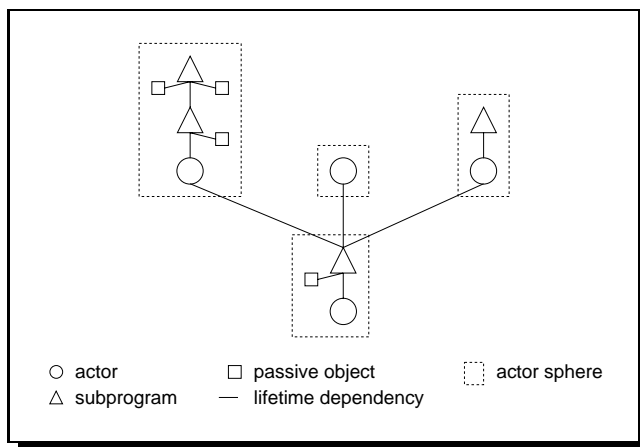 actor
passive object
actor sphere
subprogram
lifetime dependency